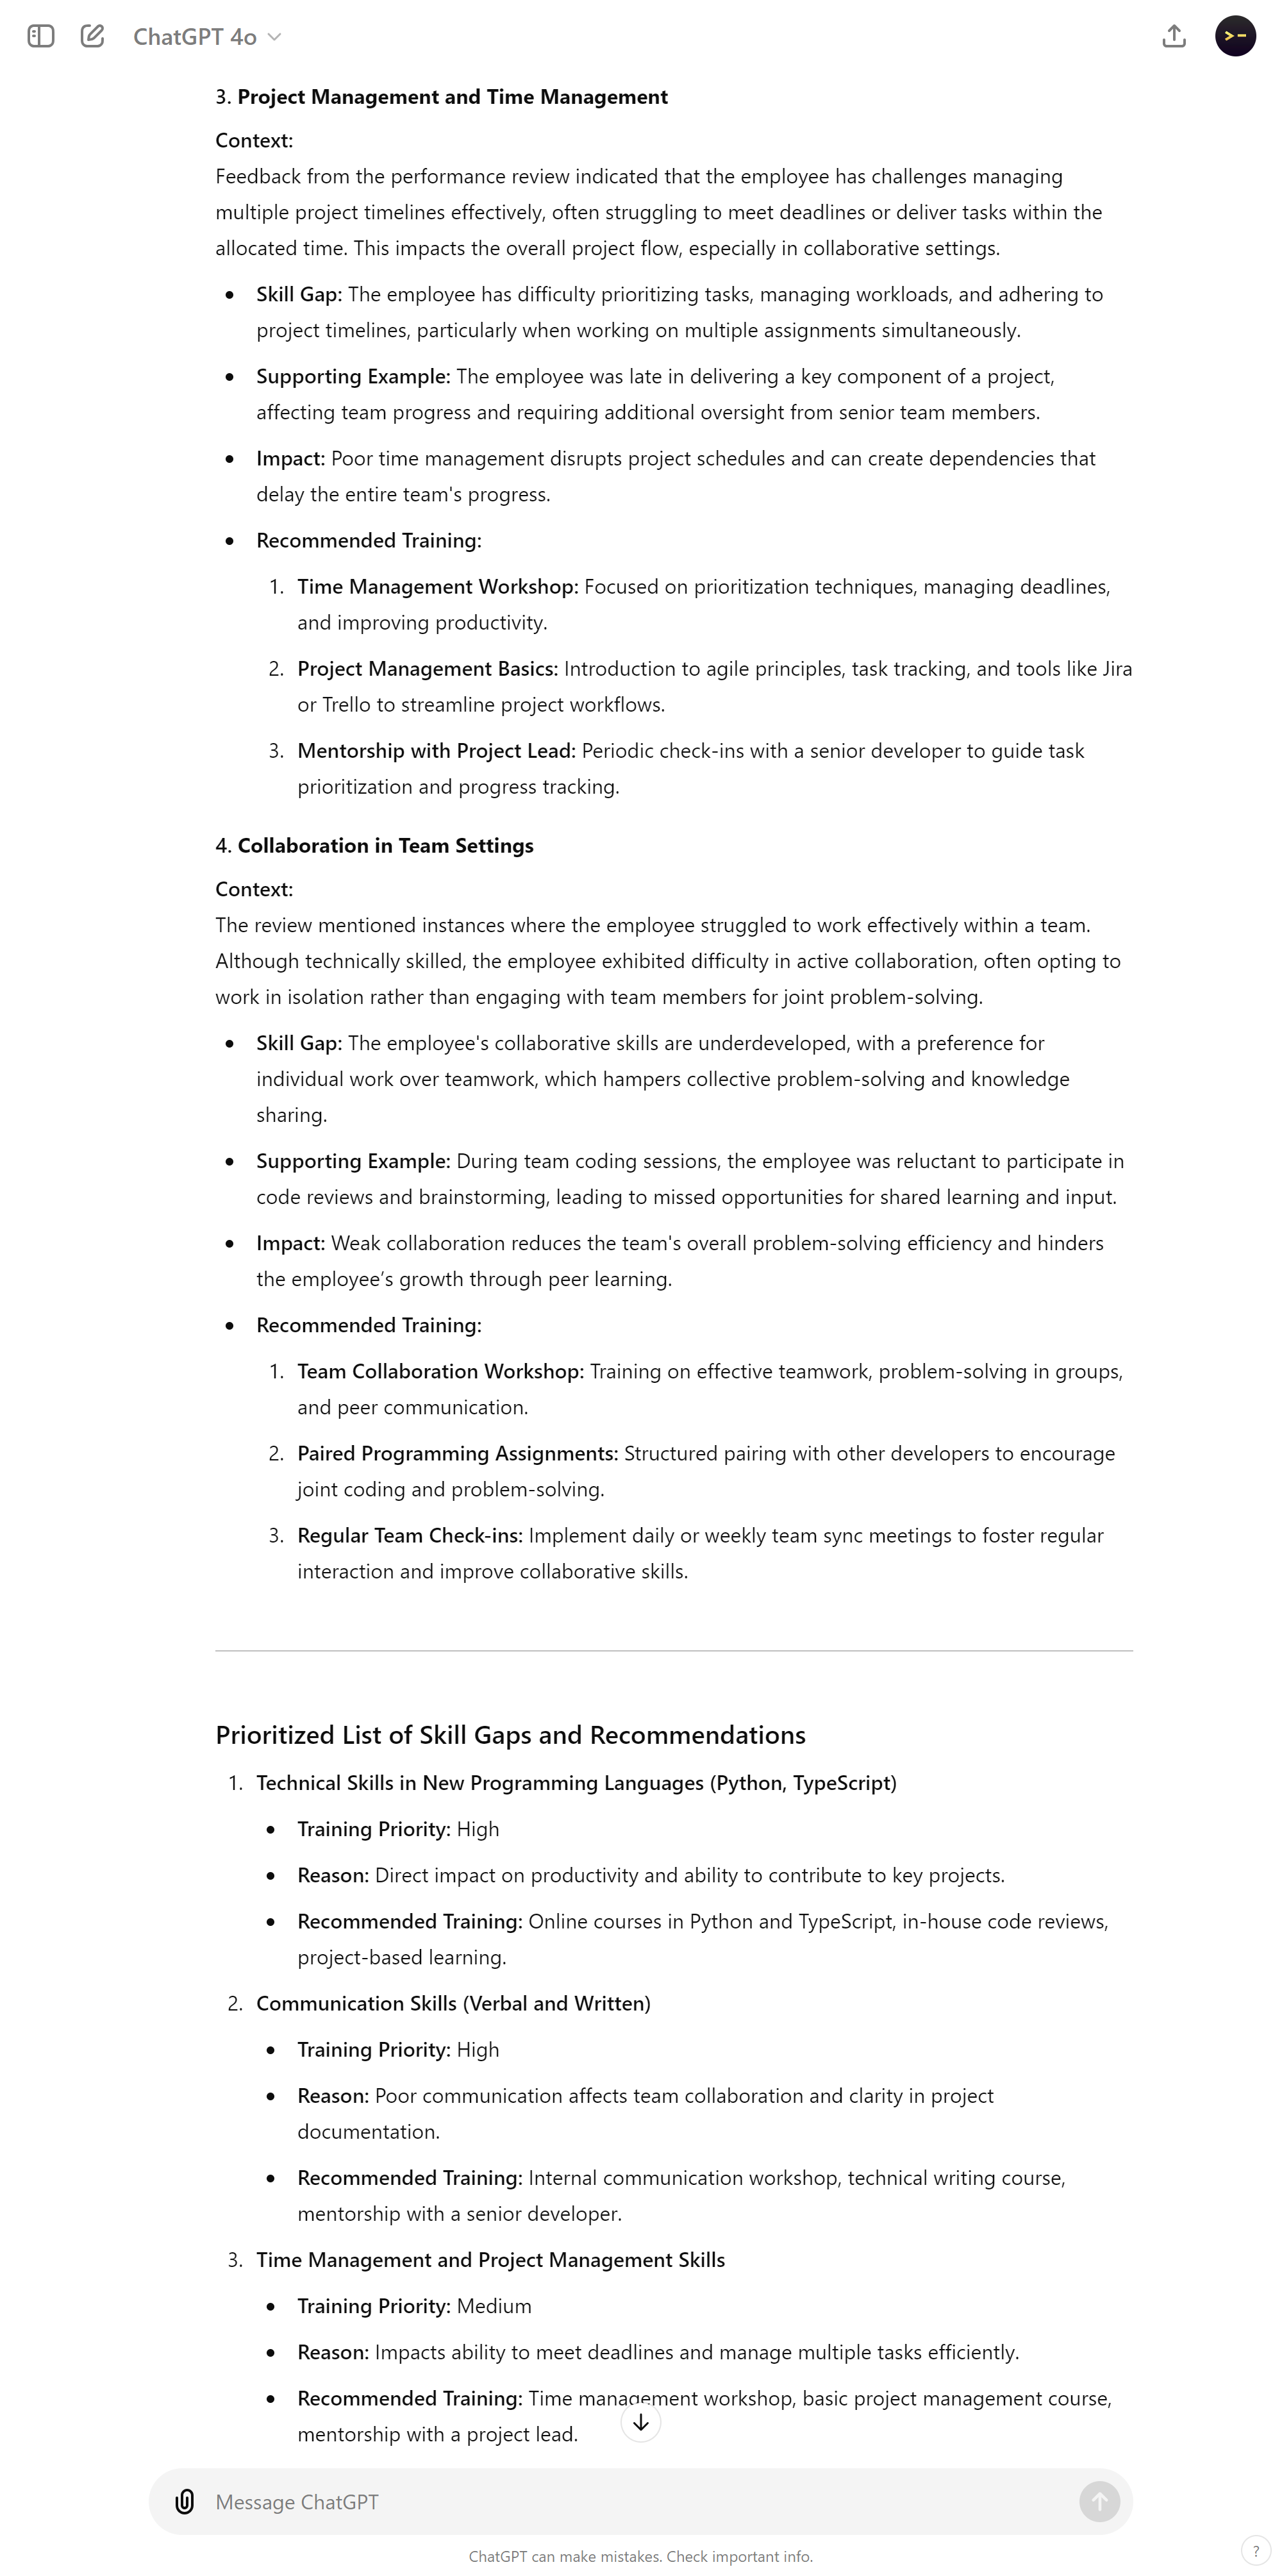 ChatGPT 4o
3. Project Management and Time Management
Context:
Feedback from the performance review indicated that the employee has challenges managing
multiple project timelines effectively, often struggling to meet deadlines or deliver tasks within the
allocated time. This impacts the overall project flow, especially in collaborative settings.
• Skill Gap: The employee has difficulty prioritizing tasks, managing workloads, and adhering to
project timelines, particularly when working on multiple assignments simultaneously.
• Supporting Example: The employee was late in delivering a key component of a project,
affecting team progress and requiring additional oversight from senior team members.
• Impact: Poor time management disrupts project schedules and can create dependencies that
delay the entire team's progress.
• Recommended Training:
1. Time Management Workshop: Focused on prioritization techniques, managing deadlines,
and improving productivity.
2. Project Management Basics: Introduction to agile principles, task tracking, and tools like Jira
or Trello to streamline project workflows.
3. Mentorship with Project Lead: Periodic check-ins with a senior developer to guide task
prioritization and progress tracking.
4. Collaboration in Team Settings
Context:
The review mentioned instances where the employee struggled to work effectively within a team.
Although technically skilled, the employee exhibited difficulty in active collaboration, often opting to
work in isolation rather than engaging with team members for joint problem-solving.
• Skill Gap: The employee's collaborative skills are underdeveloped, with a preference for
individual work over teamwork, which hampers collective problem-solving and knowledge
sharing.
• Supporting Example: During team coding sessions, the employee was reluctant to participate in
code reviews and brainstorming, leading to missed opportunities for shared learning and input.
• Impact: Weak collaboration reduces the team's overall problem-solving efficiency and hinders
the employee’s growth through peer learning.
• Recommended Training:
1. Team Collaboration Workshop: Training on effective teamwork, problem-solving in groups,
and peer communication.
2. Paired Programming Assignments: Structured pairing with other developers to encourage
joint coding and problem-solving.
3. Regular Team Check-ins: Implement daily or weekly team sync meetings to foster regular
interaction and improve collaborative skills.
Prioritized List of Skill Gaps and Recommendations
1. Technical Skills in New Programming Languages (Python, TypeScript)
• Training Priority: High
• Reason: Direct impact on productivity and ability to contribute to key projects.
• Recommended Training: Online courses in Python and TypeScript, in-house code reviews,
project-based learning.
2. Communication Skills (Verbal and Written)
• Training Priority: High
• Reason: Poor communication affects team collaboration and clarity in project
documentation.
• Recommended Training: Internal communication workshop, technical writing course,
mentorship with a senior developer.
3. Time Management and Project Management Skills
• Training Priority: Medium
• Reason: Impacts ability to meet deadlines and manage multiple tasks efficiently.
• Recommended Training: Time management workshop, basic project management course,
mentorship with a project lead.
Message ChatGPT
ChatGPT can make mistakes. Check important info.
?